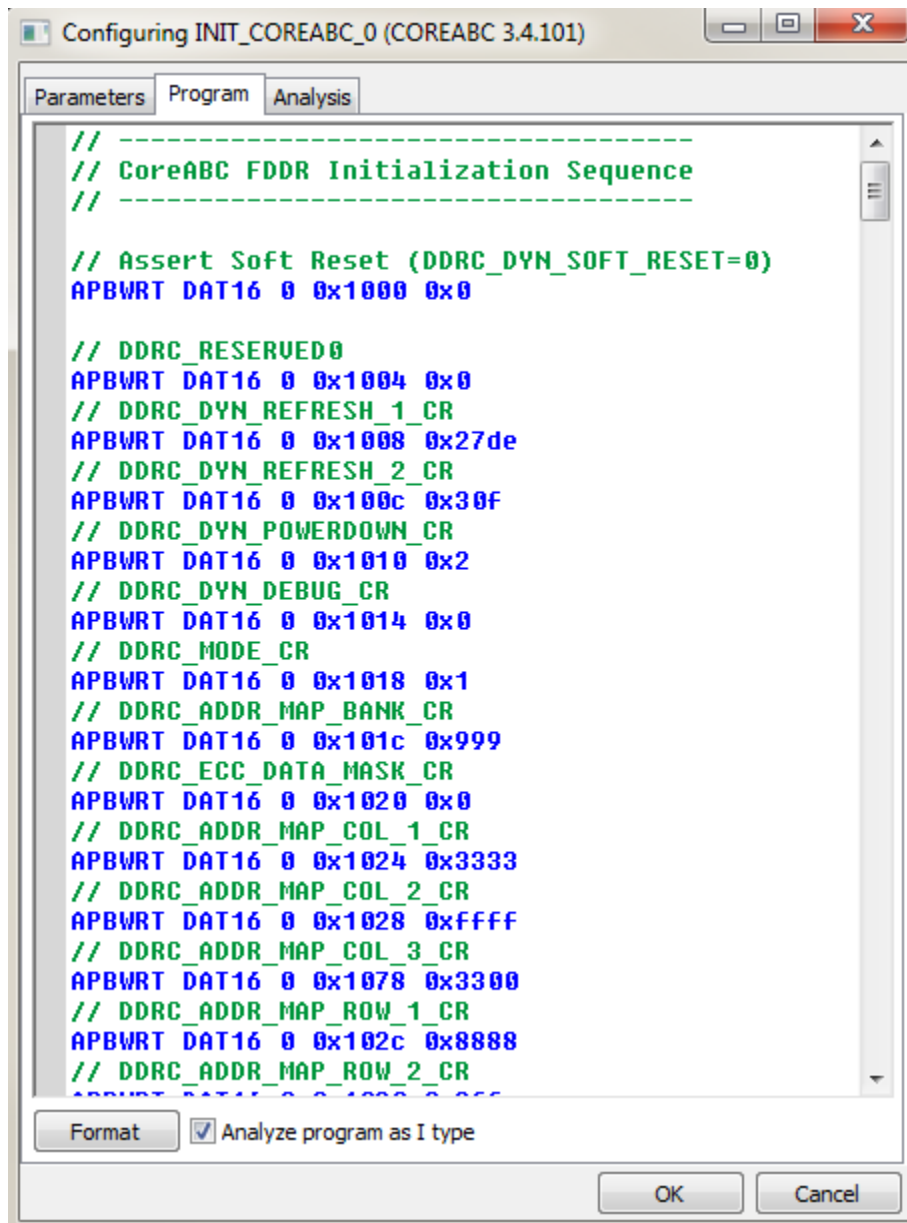 Configuring INIT_COREABC_0 (COREABC 3.4.101)
Parameters Program Analysis
// ------------------------------------
// CoreABC FDDR Initialization Sequence
// ------------------------------------
// Assert Soft Reset (DDRC_DYN_SOFT_RESET=0)
APBWRT DAT16 0 0x1000 0x0
// DDRC_RESERVED0
APBWRT DAT16 0 0x1004 0x0
// DDRC_DYN_REFRESH_1_CR
APBWRT DAT16 0 0x1008 0x27de
// DDRC_DYN_REFRESH_2_CR
APBWRT DAT16 0 0x100c 0x30f
// DDRC_DYN_POWERDOWN_CR
APBWRT DAT16 0 0x1010 0x2
// DDRC_DYN_DEBUG_CR
APBWRT DAT16 0 0x1014 0x0
// DDRC_MODE_CR
APBWRT DAT16 0 0x1018 0x1
// DDRC_ADDR_MAP_BANK_CR
APBWRT DAT16 0 0x101c 0x999
// DDRC_ECC_DATA_MASK_CR
APBWRT DAT16 0 0x1020 0x0
// DDRC_ADDR_MAP_COL_1_CR
APBWRT DAT16 0 0x1024 0x3333
// DDRC_ADDR_MAP_COL_2_CR
APBWRT DAT16 0 0x1028 0xffff
// DDRC_ADDR_MAP_COL_3_CR
APBWRT DAT16 0 0x1078 0x3300
// DDRC_ADDR_MAP_ROW_1_CR
APBWRT DAT16 0 0x102c 0x8888
// DDRC_ADDR_MAP_ROW_2_CR
Format Analyze program as I type
OK Cancel